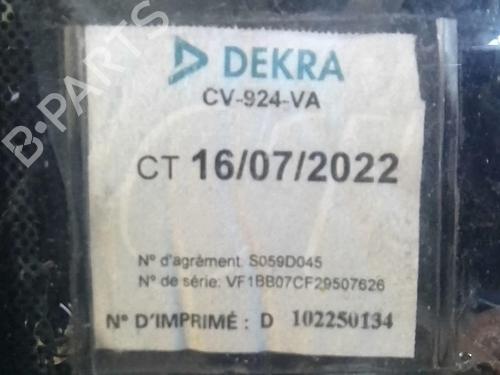 DEKRA
CV-924-VA
CT 16/07/2022
N° d'agrément S059D045
N° de série: VF1BB07CF29507626
N° D'IMPRIMÉ : D 102250134
B-PARTS